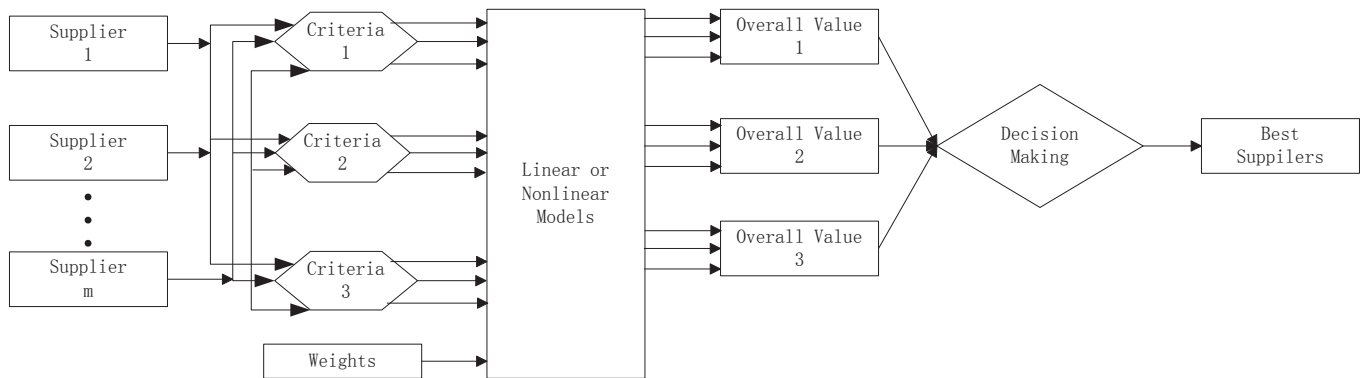 Supplier
1
Supplier
2
Supplier
m
Criteria
1
Criteria
2
Criteria
3
Weights
Linear or
Nonlinear
Models
Overall Value
1
Overall Value
2
Overall Value
3
Decision
Making
Best
Suppilers